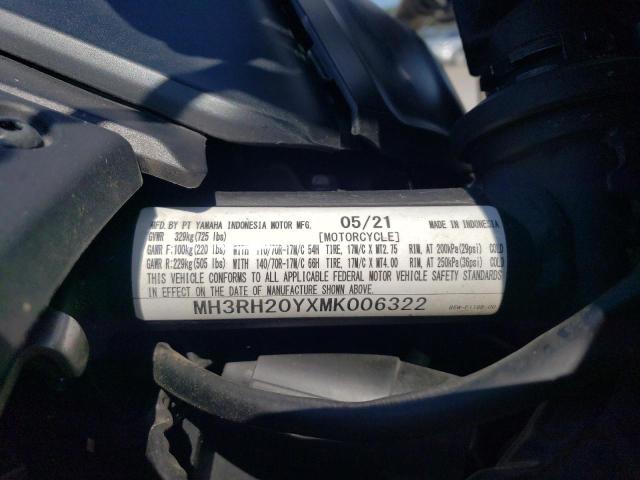 MFD. BY PT YAMAHA INDONESIA MOTOR MFG. 05/21 MADE IN INDONESIA
GVWR 329kg(725 lbs) [MOTORCYCLE]
GAWR F:100kg(220 lbs) WITH 110/70R-17M/C 54H TIRE, 17M/C X MT2.75 RIM, AT 200kPa(29psi) COLD
GAWR R:229kg(505 lbs) WITH 140/70R-17M/C 66H TIRE, 17M/C X MT4.00 RIM, AT 250kPa(36psi) COLD
THIS VEHICLE CONFORMS TO ALL APPLICABLE FEDERAL MOTOR VEHICLE SAFETY STANDARDS
IN EFFECT ON THE DATE OF MANUFACTURE SHOWN ABOVE.
MH3RH20YXMK006322